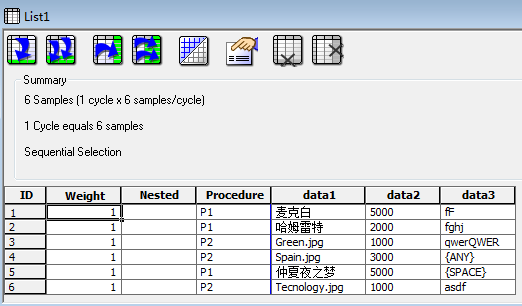 List1
Summary
6 Samples (1 cycle x 6 samples/cycle)
1 Cycle equals 6 samples
Sequential Selection
ID Weight Nested Procedure data1 data2 data3
1 1 P1 麦克白 5000 fF
2 1 P1 哈姆雷特 2000 fghj
3 1 P2 Green.jpg 1000 qwerQWER
4 1 P2 Spain.jpg 3000 {ANY}
5 1 P1 仲夏夜之梦 5000 {SPACE}
6 1 P2 Tecnology.jpg 1000 asdf